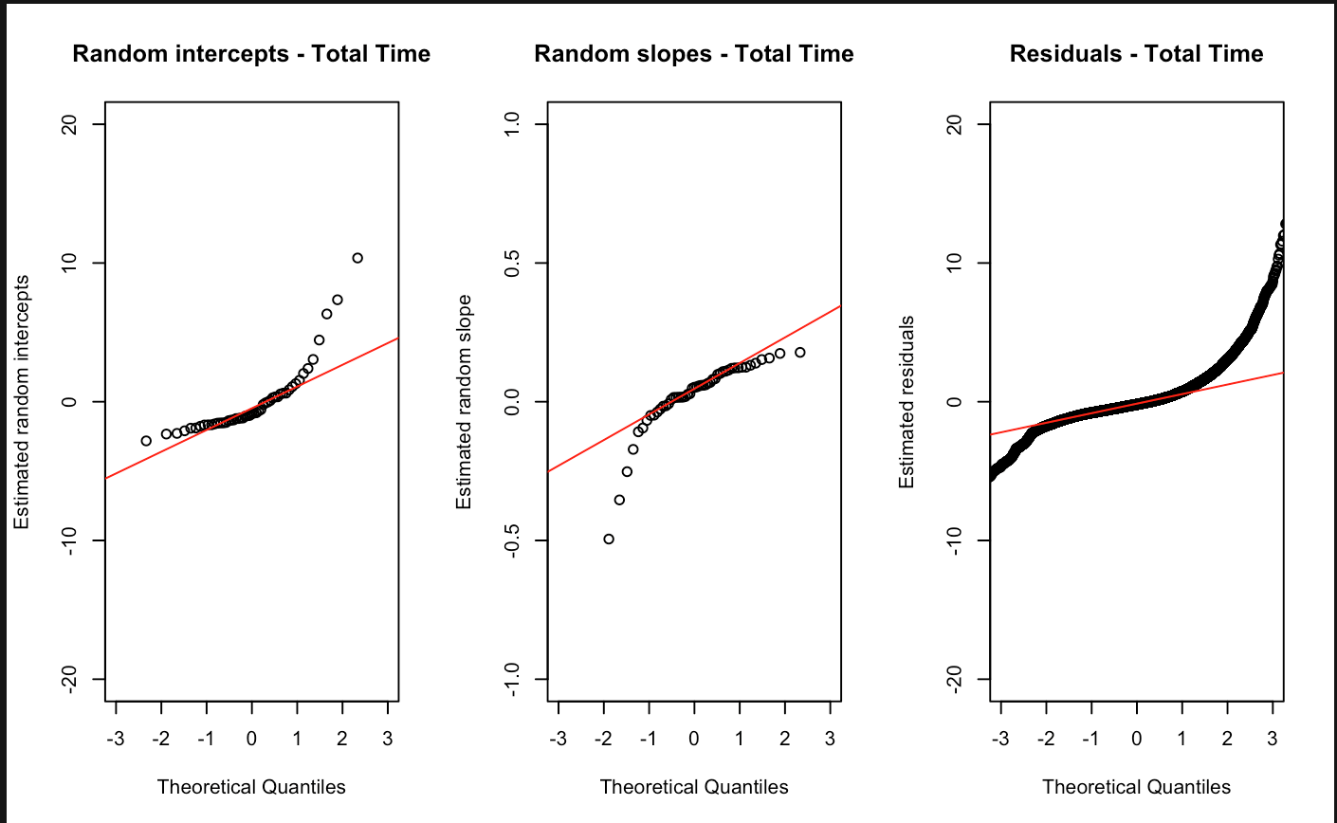 Random intercepts - Total Time
Estimated random intercepts
20
10
0
-10
-20
-3 -2 -1 0 1 2 3
Theoretical Quantiles
Random slopes - Total Time
Estimated random slope
1.0
0.5
0.0
-0.5
-1.0
-3 -2 -1 0 1 2 3
Theoretical Quantiles
Residuals - Total Time
Estimated residuals
20
10
0
-10
-20
-3 -2 -1 0 1 2 3
Theoretical Quantiles